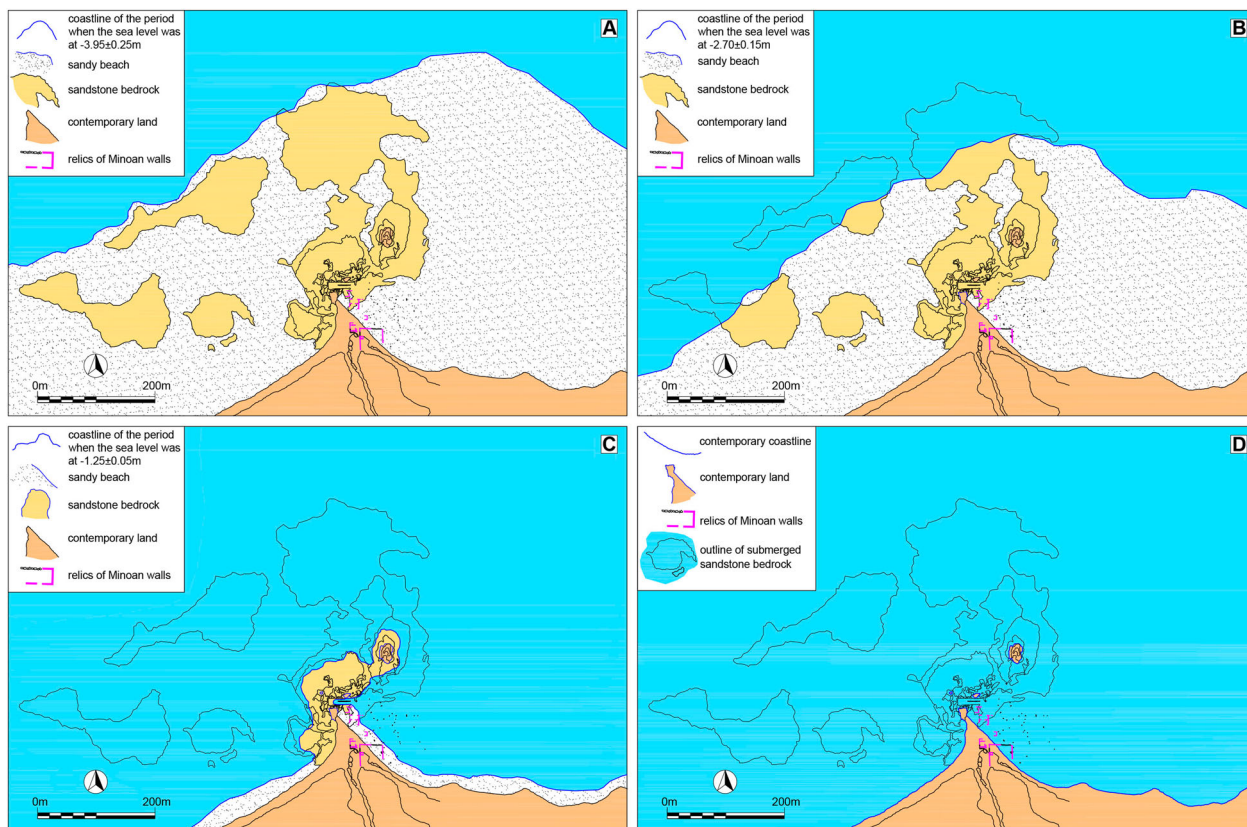 A
coastline of the period
when the sea level was
at -3.95±0.25m
sandy beach
sandstone bedrock
contemporary land
relics of Minoan walls
0m
200m
B
coastline of the period
when the sea level was
at -2.70±0.15m
sandy beach
sandstone bedrock
contemporary land
relics of Minoan walls
0m
200m
C
coastline of the period
when the sea level was
at -1.25±0.05m
sandy beach
sandstone bedrock
contemporary land
relics of Minoan walls
0m
200m
D
contemporary coastline
contemporary land
relics of Minoan walls
outline of submerged
sandstone bedrock
0m
200m